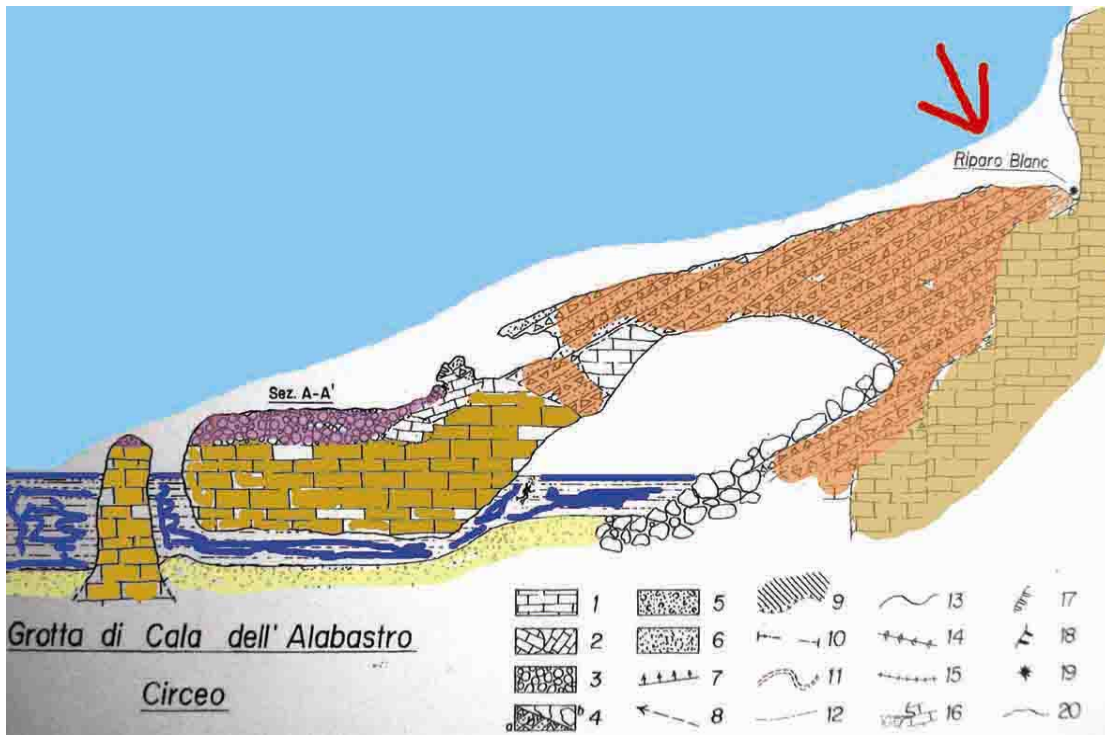 Riparo Blanc
Sez. A-A'
Grotta di Cala dell'Alabastro
Circeo
1 5 9 13 17
2 6 10 14 18
3 7 11 15 19
a 4 b 8 12 16 20